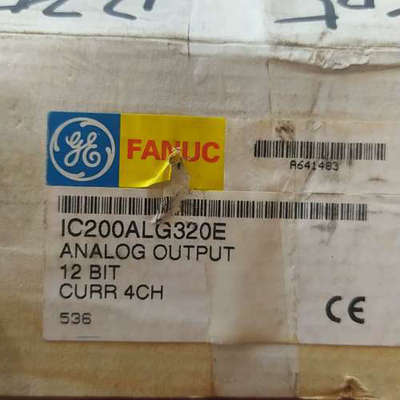 GE FANUC
A641483
IC200ALG320E
ANALOG OUTPUT
12 BIT
CURR 4CH
536
CE